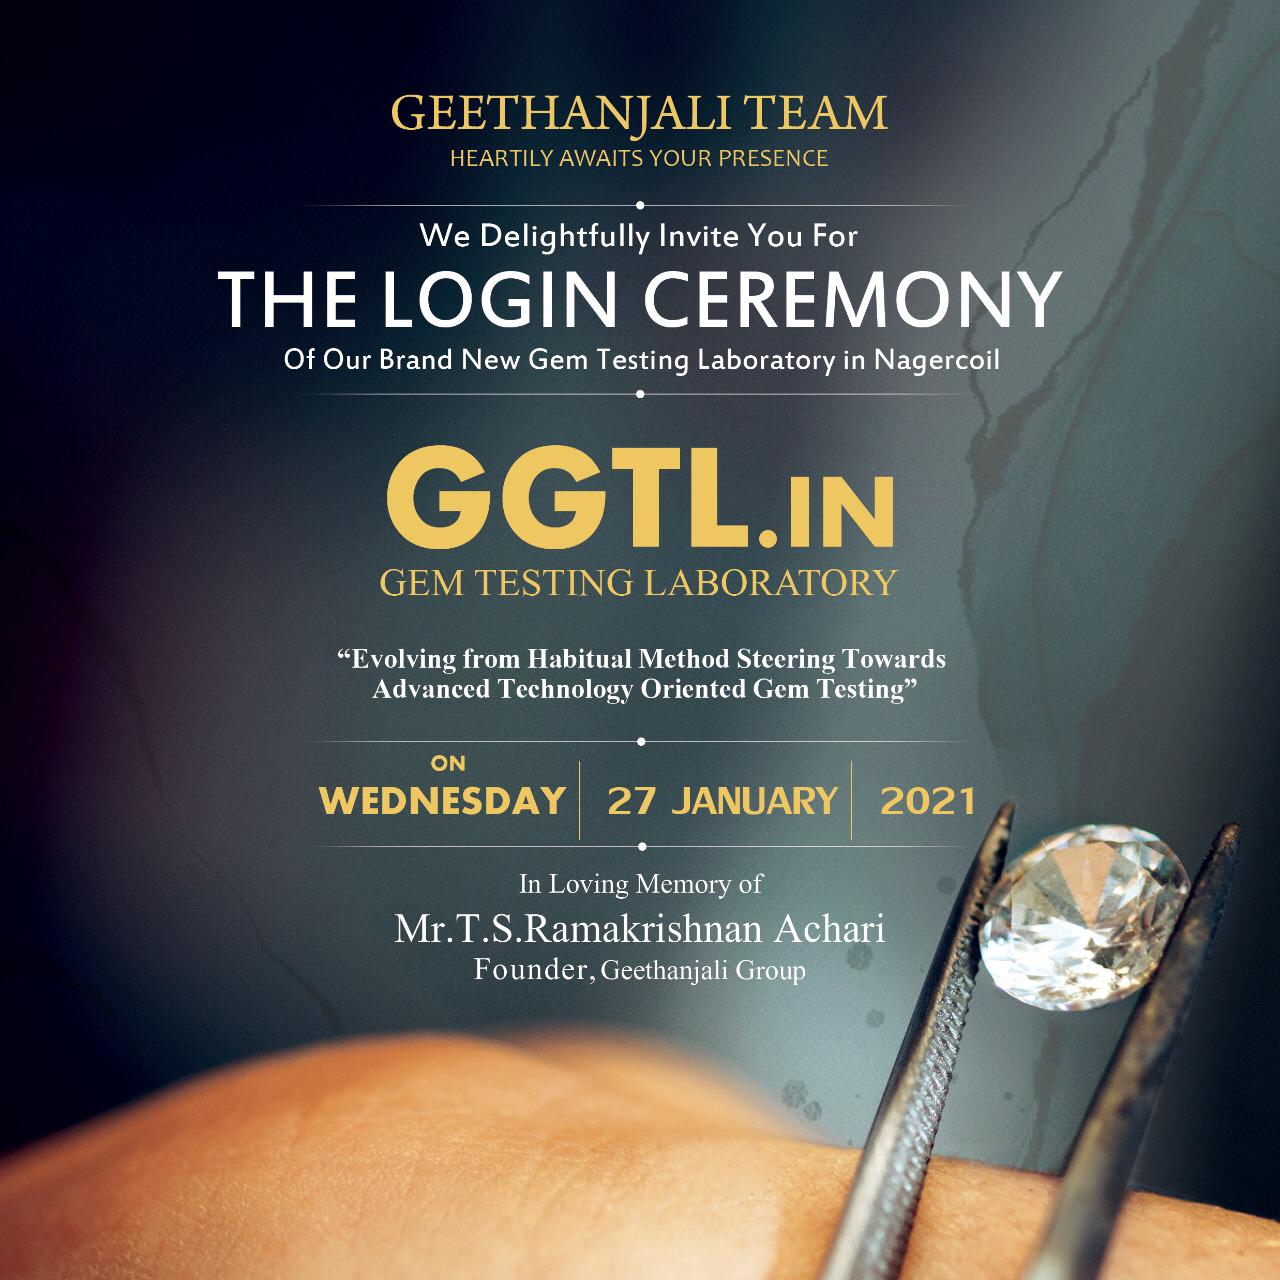 GEETHANJALI TEAM
HEARTILY AWAITS YOUR PRESENCE
We Delightfully Invite You For
THE LOGIN CEREMONY
Of Our Brand New Gem Testing Laboratory in Nagercoil
GGTL.IN
GEM TESTING LABORATORY
“Evolving from Habitual Method Steering Towards
Advanced Technology Oriented Gem Testing”
ON
WEDNESDAY 27 JANUARY 2021
In Loving Memory of
Mr.T.S.Ramakrishnan Achari
Founder, Geethanjali Group